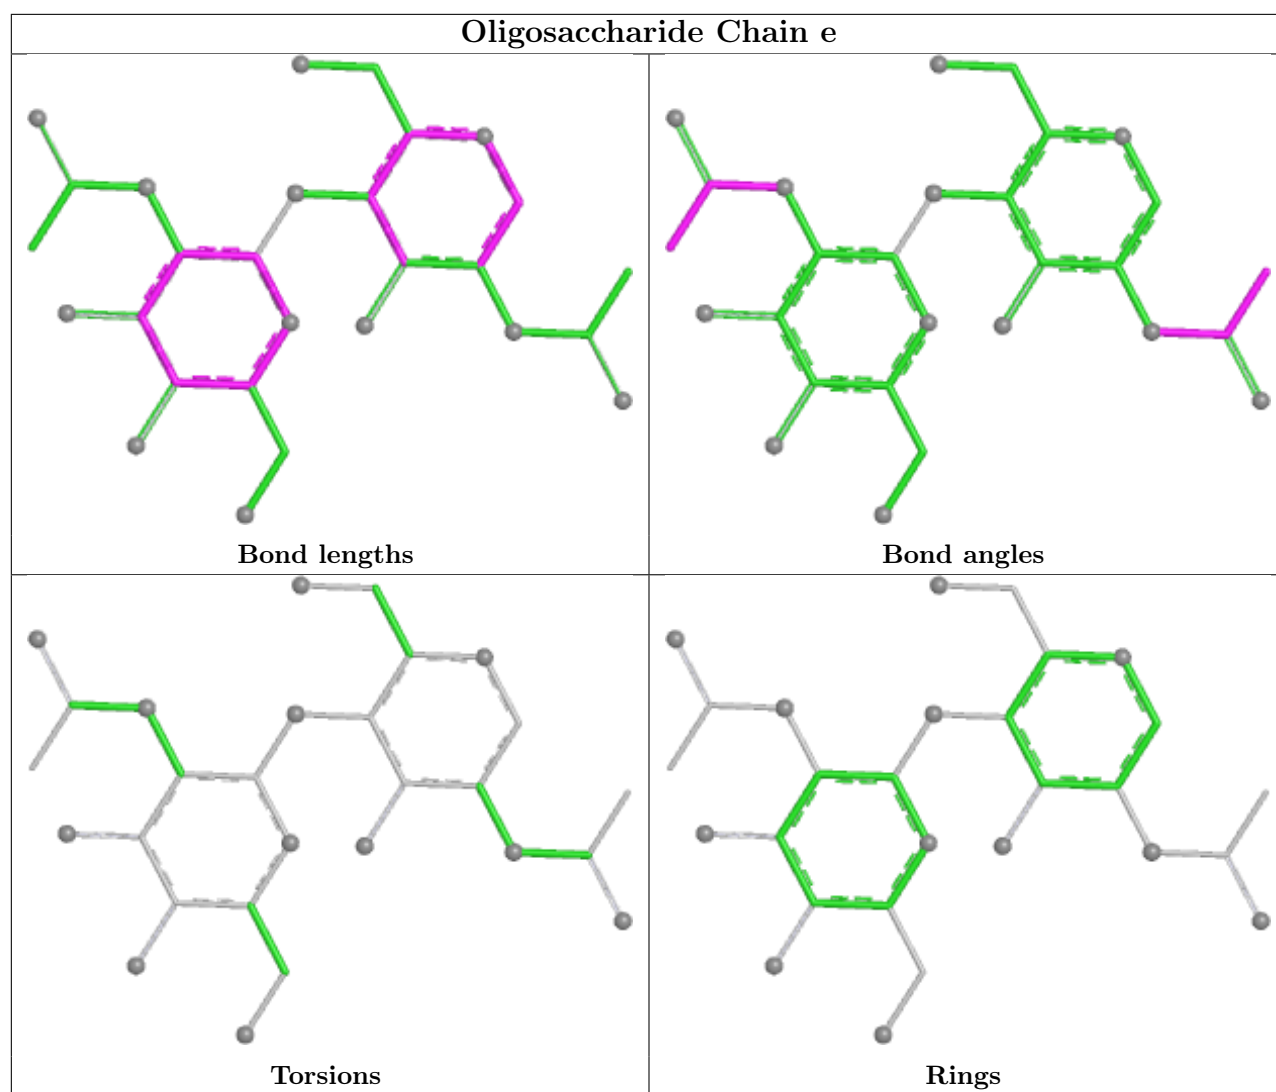 Oligosaccharide Chain e
Bond lengths
Bond angles
Torsions
Rings